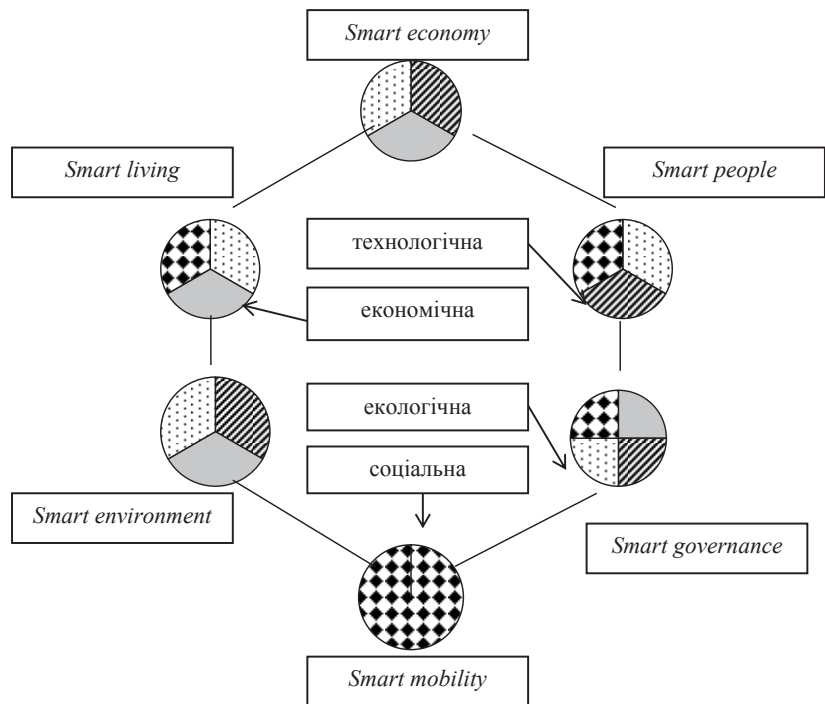 Smart economy
Smart living
Smart people
технологічна
економічна
екологічна
соціальна
Smart environment
Smart governance
Smart mobility